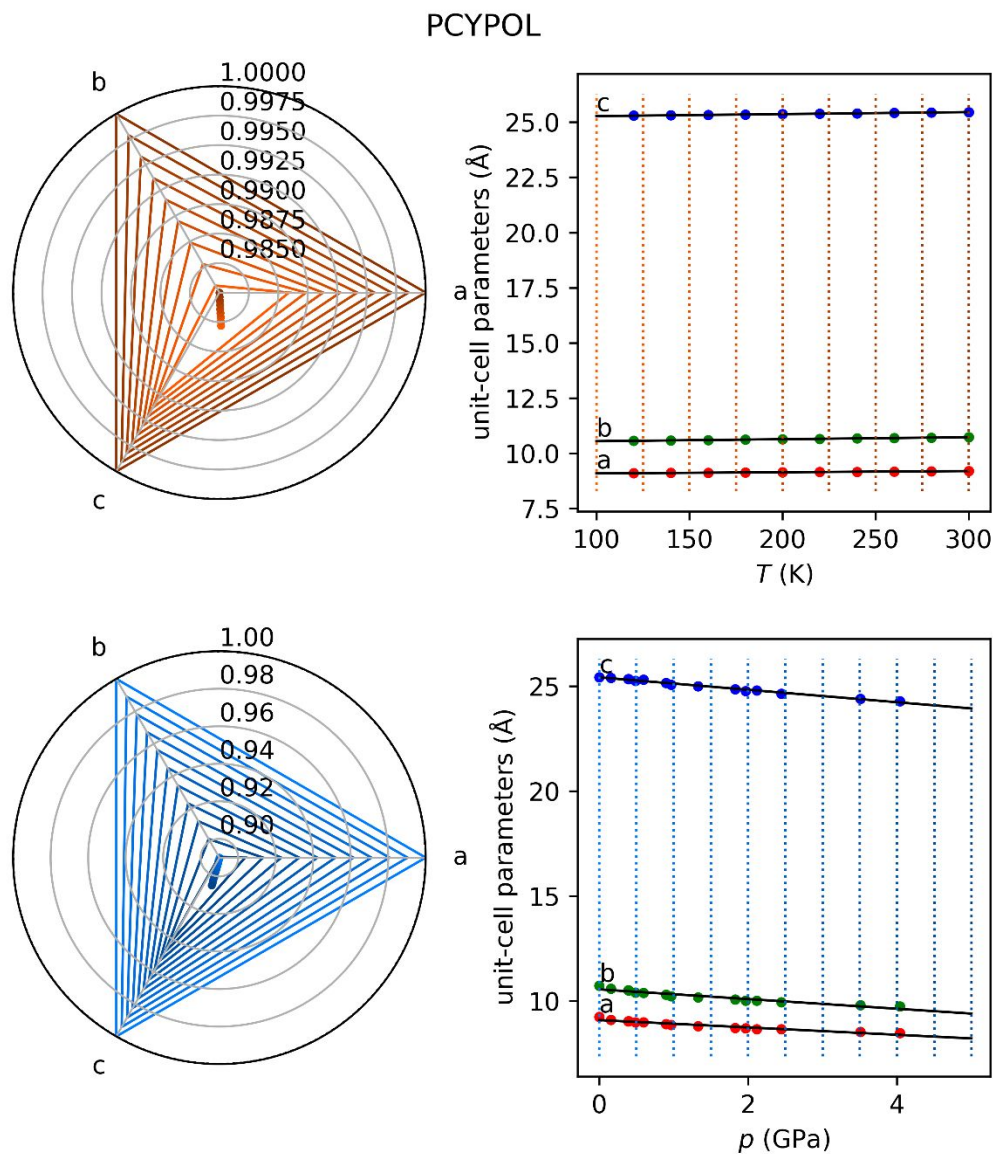 PCYPOL
b
1.0000
0.9975
0.9950
0.9925
0.9900
0.9875
0.9850
a
c
unit-cell parameters (Å)
25.0
22.5
20.0
17.5
15.0
12.5
10.0
7.5
c
b
a
100
150
200
250
300
T (K)
b
1.00
0.98
0.96
0.94
0.92
0.90
a
c
unit-cell parameters (Å)
25
20
15
10
c
b
a
0
2
4
p (GPa)